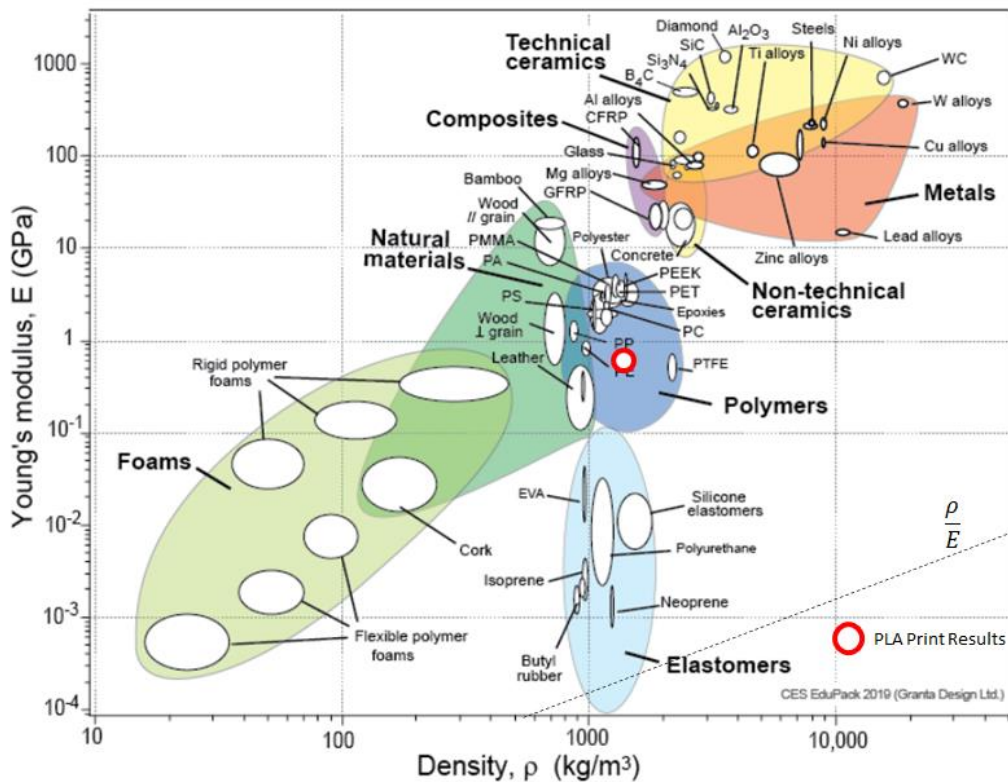 Young's modulus, E (GPa)
1000
100
10
1
0.1
10⁻¹
10⁻²
10⁻³
10⁻⁴
10
100
1000
10,000
Density, ρ (kg/m³)
Technical
ceramics
Diamond
SiC
Si₃N₄
B₄C
Al₂O₃
Ti alloys
Steels
Ni alloys
WC
W alloys
Cu alloys
Metals
Lead alloys
Zinc alloys
Al alloys
CFRP
Composites
Glass
Mg alloys
GFRP
Bamboo
Wood
// grain
Natural
materials
PMMA
PA
PS
Wood
⊥ grain
Leather
Polyester
Concrete
PEEK
PET
Epoxies
PC
PP
PTFE
Non-technical
ceramics
Polymers
Rigid polymer
foams
Foams
Cork
Flexible polymer
foams
EVA
Silicone
elastomers
Polyurethane
Isoprene
Neoprene
Butyl
rubber
Elastomers
ρ
E
PLA Print Results
CES EduPack 2019 (Granta Design Ltd.)